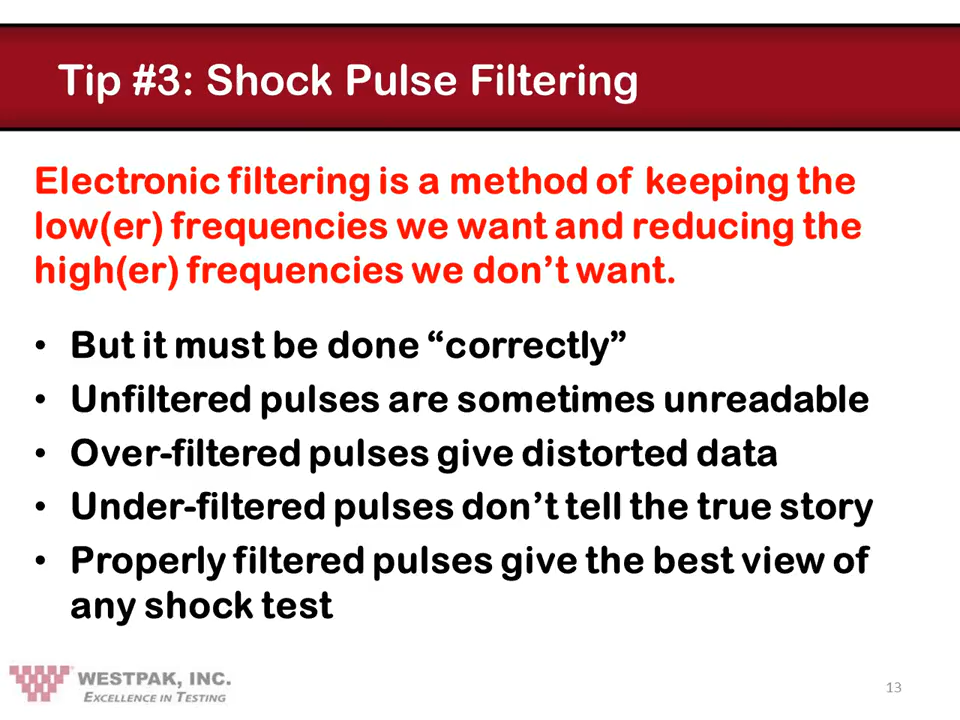 Tip #3: Shock Pulse Filtering
Electronic filtering is a method of keeping the
low(er) frequencies we want and reducing the
high(er) frequencies we don’t want.
• But it must be done “correctly”
• Unfiltered pulses are sometimes unreadable
• Over-filtered pulses give distorted data
• Under-filtered pulses don’t tell the true story
• Properly filtered pulses give the best view of
any shock test
WESTPAK, INC.
EXCELLENCE IN TESTING
13